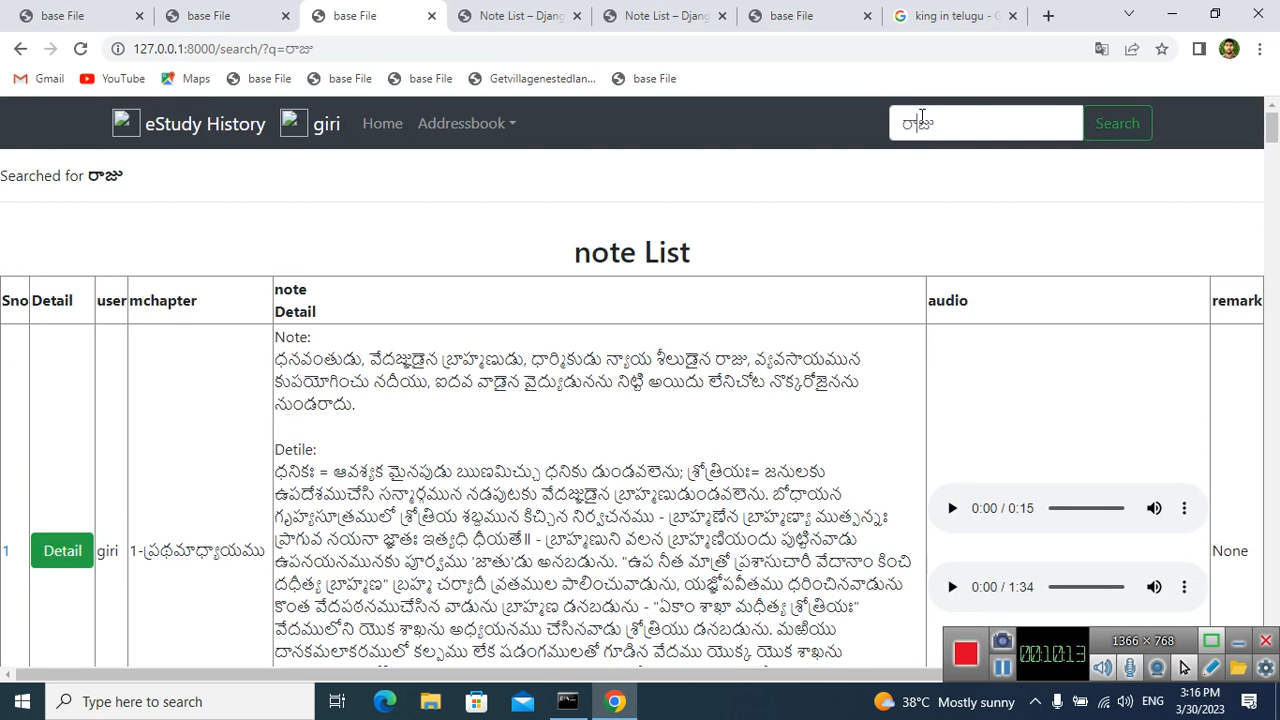 base File
base File
base File
Note List – Djang
Note List – Djang
base File
king in telugu - G
127.0.0.1:8000/search/?q=రాజు
Gmail
YouTube
Maps
base File
base File
base File
Getvillagenestedlan...
base File
eStudy History
giri
Home
Addressbook
రాజు
Search
Searched for రాజు
note List
Sno
Detail
user
mchapter
note
Detail
audio
remark
1
Detail
giri
1-ప్రథమాధ్యాయము
Note:
ధనవంతుడు, వేదజ్ఞుడైన బ్రాహ్మణుడు, ధార్మికుడు న్యాయ శీలుడైన రాజు, వ్యవసాయమున
కుపయోగించు నదీయు, ఐదవ వాడైన వైద్యుడునను నిట్టి అయిదు లేనిచోట నొక్కరోజైనను
నుండరాదు.
Detile:
ధనికః = ఆవశ్యక మైనపుడు ఋణమిచ్చు ధనికు డుండవలెను; శ్రోత్రియః= జనులకు
ఉపదేశముచేసి సన్మార్గమున నడపుటకు వేదజ్ఞుడైన బ్రాహ్మణుడుండవలెను. బోధాయన
గృహ్యసూత్రములో శ్రోత్రియ శబ్దమున కిచ్చిన నిర్వచనము - బ్రాహ్మణేన బ్రాహ్మణ్యా ముత్పన్నః
ప్రాగువ నయనా జ్ఞాతః ఇత్యధి ధీయతే॥ - బ్రాహ్మణుని వలన బ్రాహ్మణియందు పుట్టినవాడు
ఉపనయనమునకు పూర్వము 'జాతు'డు అనబడును. "ఉప నీత మాత్రో ప్రశానుచారీ వేదానాం కించి
దధీత్య బ్రాహ్మణ" బ్రహ్మ చర్యాది వ్రతముల పాలించువాడును, యజ్ఞోపవీతము ధరించినవాడును
కొంత వేదపఠనముచేసిన వాడును బ్రాహ్మణ డనబడును - "ఏకాం శాఖా మధీత్య శ్రోత్రియః"
వేదములోని యొక శాఖను అధ్యయనము చేసినవాడు శ్రోత్రియు డనబడును. మఱియు
దానకమలాకరములో కల్పము లేక షడంగములతో గూడిన వేదము యొక్క యొక శాఖను
0:00 / 0:15
0:00 / 1:34
None
1366 × 768
Type here to search
38°C Mostly sunny
ENG
3:16 PM
3/30/2023